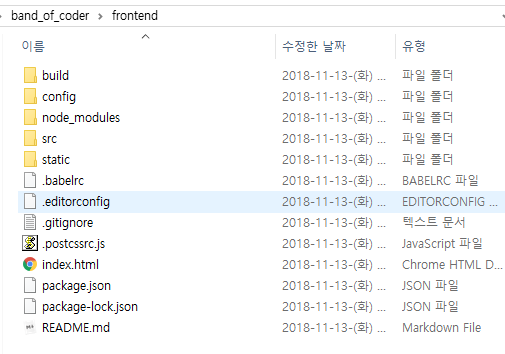 band_of_coder > frontend
이름 수정한 날짜 유형
build 2018-11-13-(화) ... 파일 폴더
config 2018-11-13-(화) ... 파일 폴더
node_modules 2018-11-13-(화) ... 파일 폴더
src 2018-11-13-(화) ... 파일 폴더
static 2018-11-13-(화) ... 파일 폴더
.babelrc 2018-11-13-(화) ... BABELRC 파일
.editorconfig 2018-11-13-(화) ... EDITORCONFIG ...
.gitignore 2018-11-13-(화) ... 텍스트 문서
.postcssrc.js 2018-11-13-(화) ... JavaScript 파일
index.html 2018-11-13-(화) ... Chrome HTML D...
package.json 2018-11-13-(화) ... JSON 파일
package-lock.json 2018-11-13-(화) ... JSON 파일
README.md 2018-11-13-(화) ... Markdown File